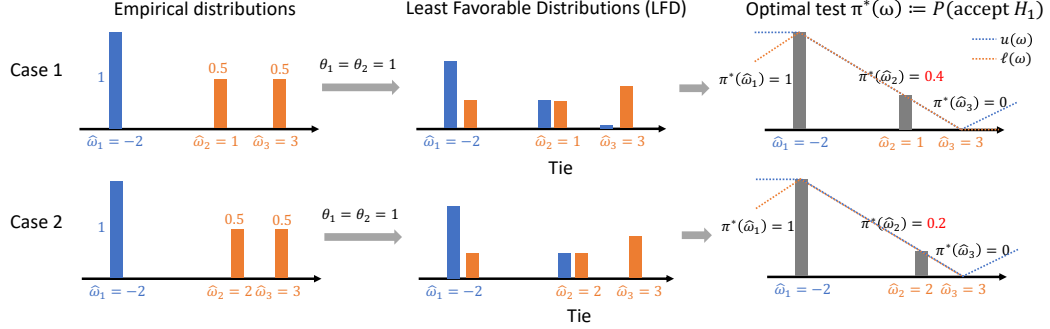 Empirical distributions
Least Favorable Distributions (LFD)
Optimal test π*(ω) ≔ P(accept H₁)
Case 1
1
0.5
0.5
ω̂₁ = −2
ω̂₂ = 1
ω̂₃ = 3
θ₁ = θ₂ = 1
ω̂₁ = −2
ω̂₂ = 1
ω̂₃ = 3
Tie
u(ω)
ℓ(ω)
π*(ω̂₁) = 1
π*(ω̂₂) = 0.4
π*(ω̂₃) = 0
ω̂₁ = −2
ω̂₂ = 1
ω̂₃ = 3
Case 2
1
0.5
0.5
ω̂₁ = −2
ω̂₂ = 2
ω̂₃ = 3
θ₁ = θ₂ = 1
ω̂₁ = −2
ω̂₂ = 2
ω̂₃ = 3
Tie
π*(ω̂₁) = 1
π*(ω̂₂) = 0.2
π*(ω̂₃) = 0
ω̂₁ = −2
ω̂₂ = 2
ω̂₃ = 3